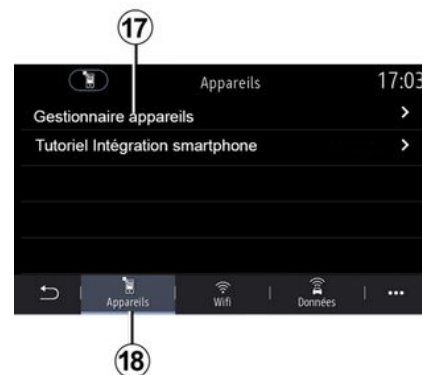 17
Appareils 17:03
Gestionnaire appareils
Tutoriel Intégration smartphone
Appareils Wifi Données
18